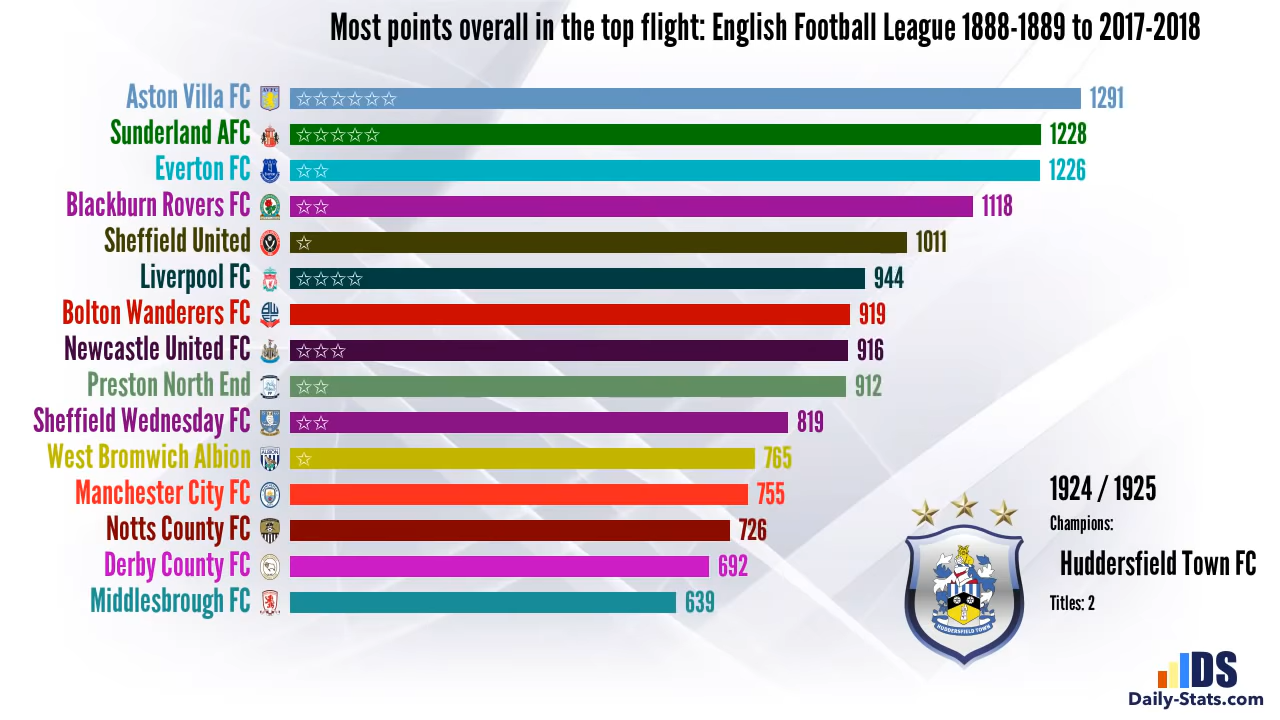 Most points overall in the top flight: English Football League 1888-1889 to 2017-2018
Aston Villa FC ☆☆☆☆☆☆ 1291
Sunderland AFC ☆☆☆☆☆ 1228
Everton FC ☆☆ 1226
Blackburn Rovers FC ☆☆ 1118
Sheffield United ☆ 1011
Liverpool FC ☆☆☆☆ 944
Bolton Wanderers FC 919
Newcastle United FC ☆☆☆ 916
Preston North End ☆☆ 912
Sheffield Wednesday FC ☆☆ 819
West Bromwich Albion ☆ 765
Manchester City FC 755
Notts County FC 726
Derby County FC 692
Middlesbrough FC 639
1924 / 1925
Champions:
Huddersfield Town FC
Titles: 2
HUDDERSFIELD TOWN
DS
Daily-Stats.com